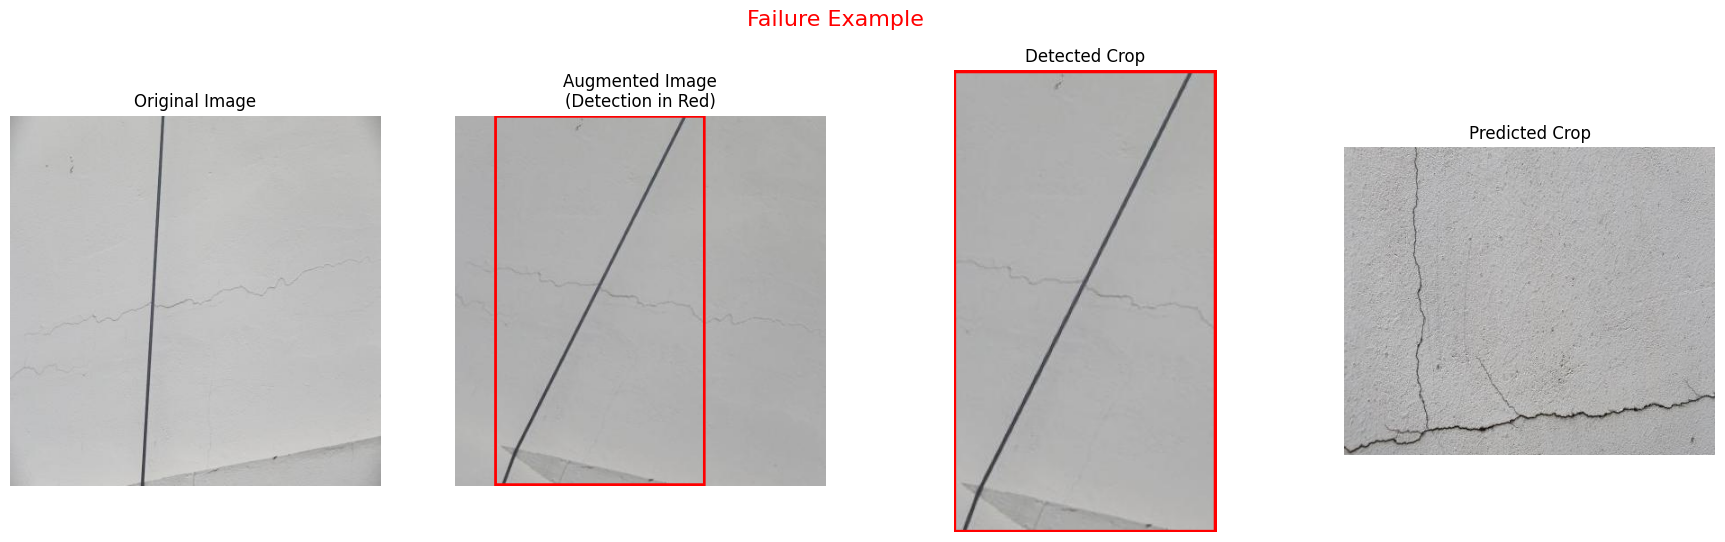 Failure Example
Original Image
Augmented Image
(Detection in Red)
Detected Crop
Predicted Crop